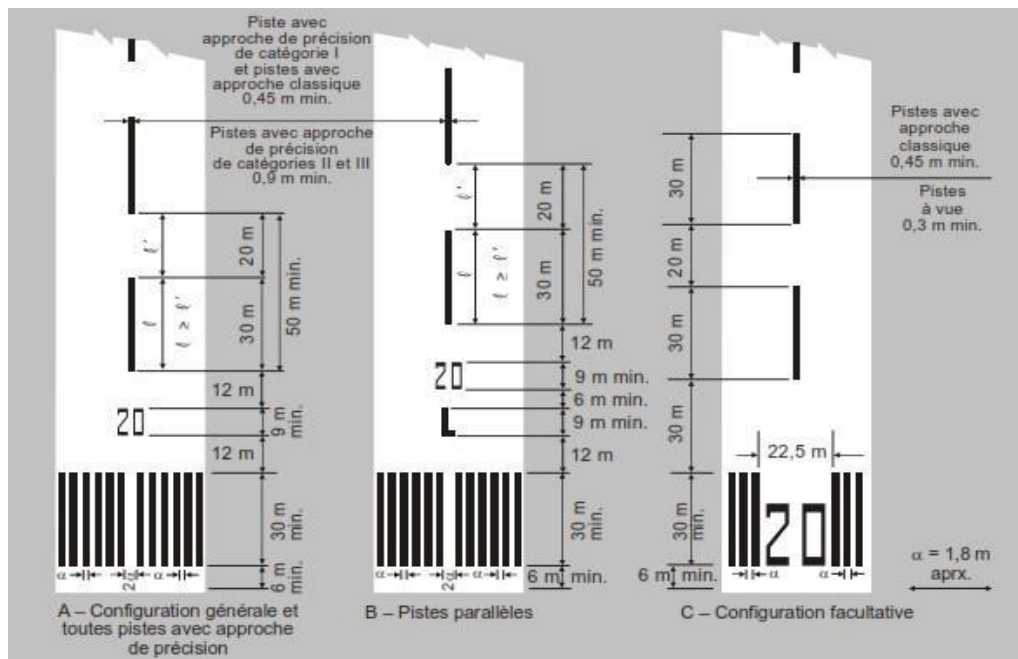 Piste avec
approche de précision
de catégorie I
et pistes avec
approche classique
0,45 m min.
Pistes avec approche
de précision
de catégories II et III
0,9 m min.
ℓ'
20 m
50 m min.
ℓ
ℓ ≥ ℓ'
30 m
12 m
20
9 m
min.
12 m
30 m
min.
α
2α
α
6 m
min.
A – Configuration générale et
toutes pistes avec approche
de précision
ℓ'
20 m
50 m min.
ℓ
ℓ ≥ ℓ'
30 m
12 m
20
9 m min.
6 m min.
L
9 m min.
12 m
30 m
min.
α
2α
α
6 m min.
B – Pistes parallèles
Pistes avec
approche
classique
0,45 m min.
Pistes
à vue
0,3 m min.
30 m
20 m
30 m
30 m
22,5 m
30 m
min.
20
6 m min.
α
α
α = 1,8 m
aprx.
C – Configuration facultative